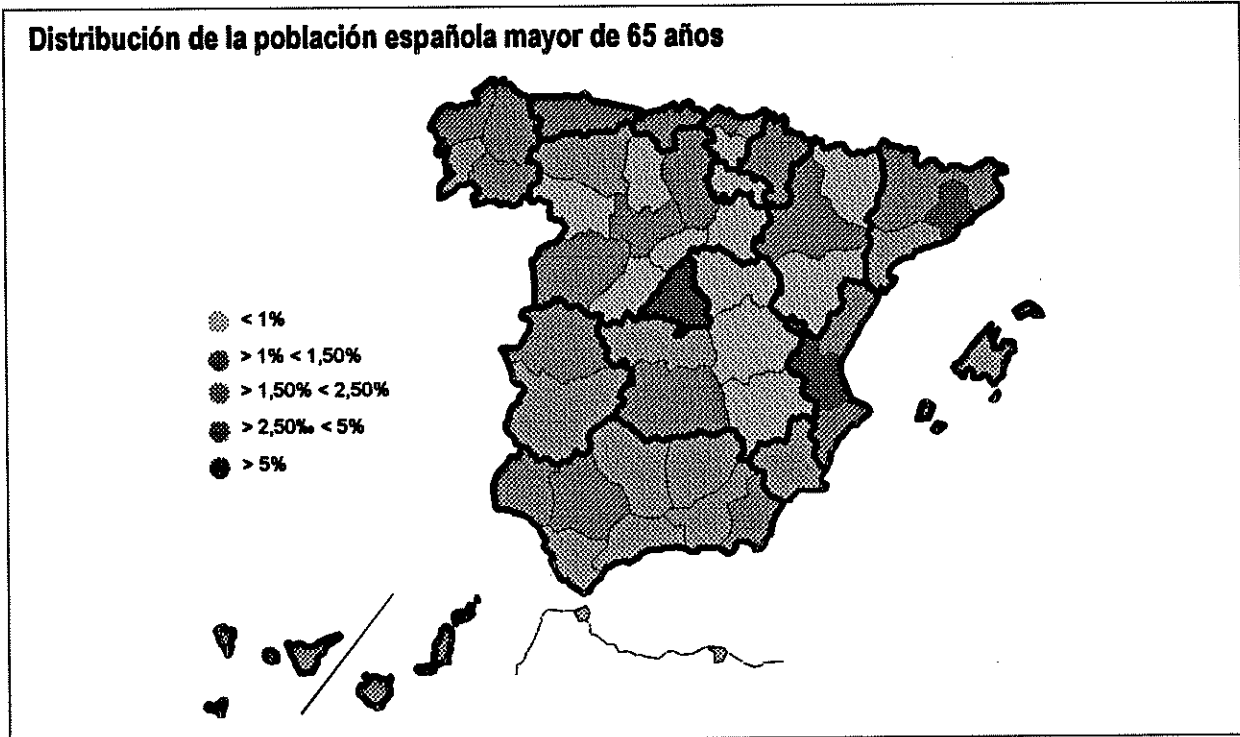 Distribución de la población española mayor de 65 años
< 1%
> 1% < 1,50%
> 1,50% < 2,50%
> 2,50‰ < 5%
> 5%